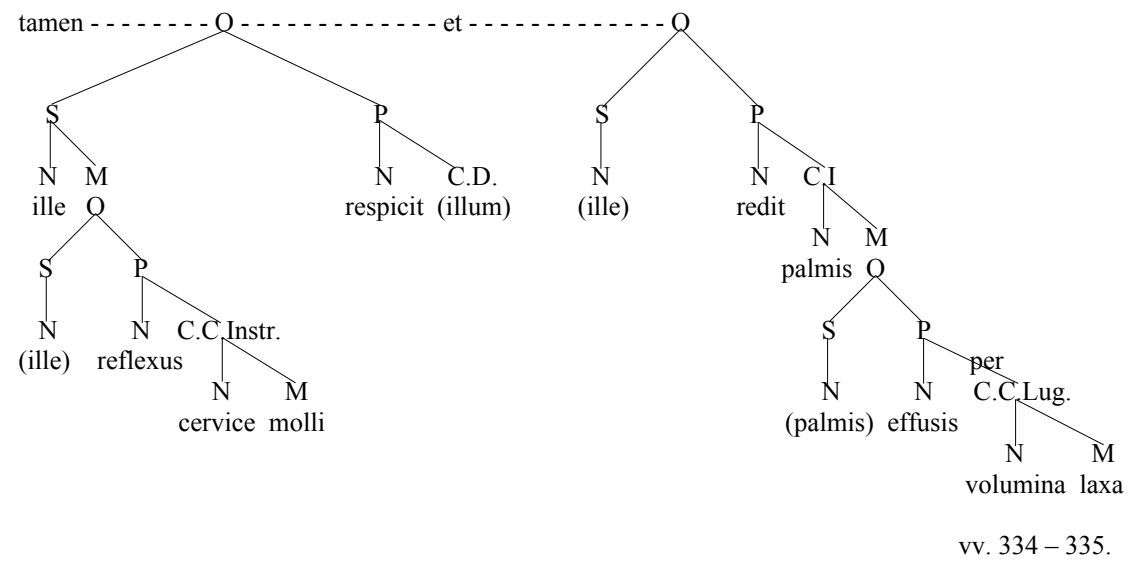 tamen - - - - - - - - O - - - - - - - - - - - - - - et - - - - - - - - - - - - - - O
S P S P
N M N C.D. N N C.I
ille O respicit (illum) (ille) redit
N M
palmis O
S P
N N C.C.Instr. S P
(ille) reflexus per
N M N N C.C.Lug.
cervice molli (palmis) effusis
N M
volumina laxa
vv. 334 – 335.